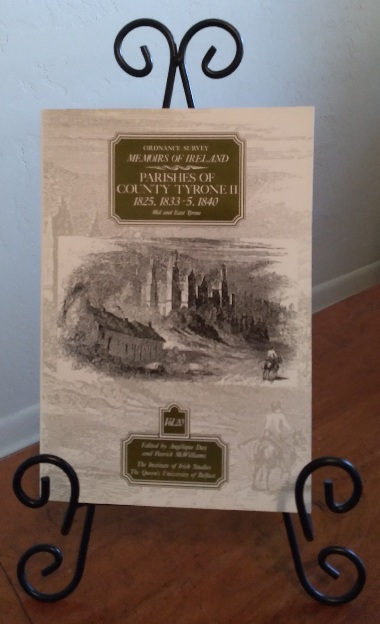 ORDNANCE SURVEY
MEMOIRS OF IRELAND
PARISHES OF
COUNTY TYRONE II
1825, 1833-5, 1840
Mid and East Tyrone
Vol. 20
Edited by Angélique Day
and Patrick McWilliams
The Institute of Irish Studies
The Queen's University of Belfast